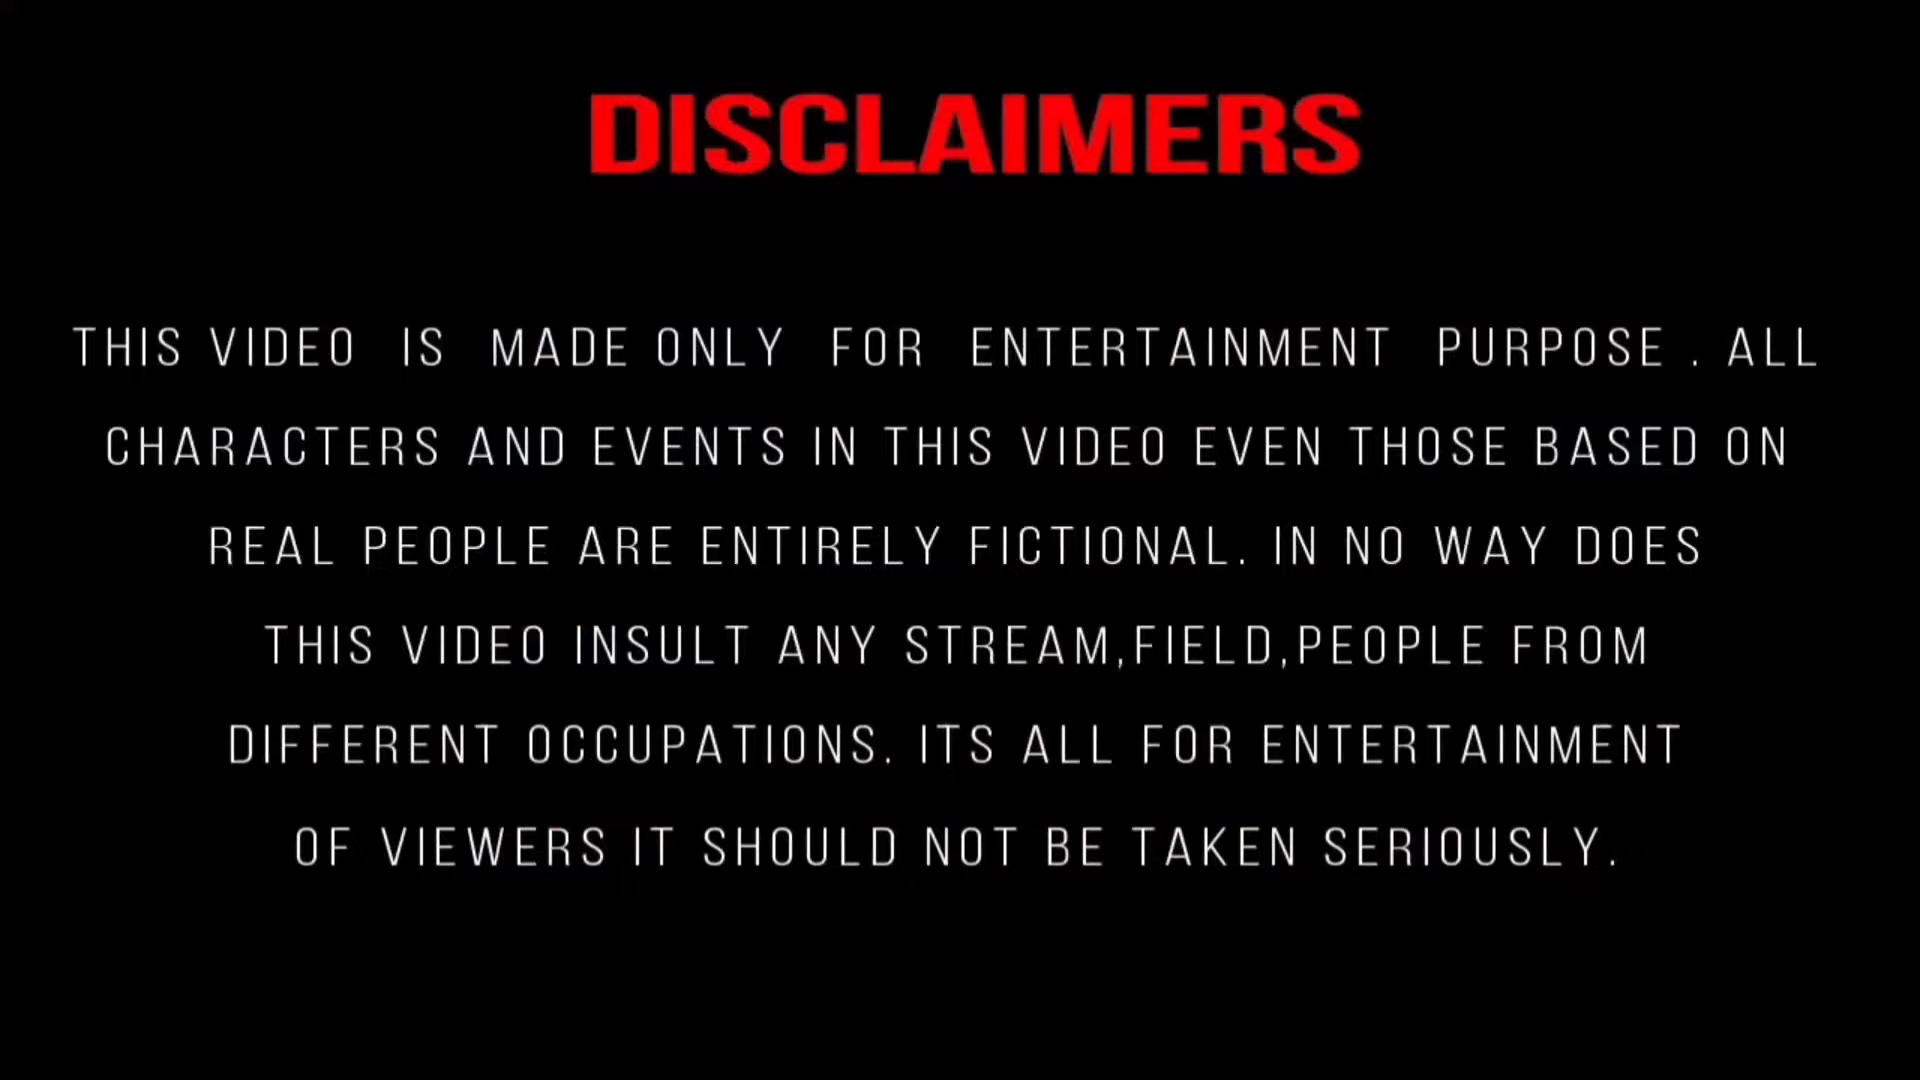 DISCLAIMERS
THIS VIDEO IS MADE ONLY FOR ENTERTAINMENT PURPOSE . ALL
CHARACTERS AND EVENTS IN THIS VIDEO EVEN THOSE BASED ON
REAL PEOPLE ARE ENTIRELY FICTIONAL. IN NO WAY DOES
THIS VIDEO INSULT ANY STREAM,FIELD,PEOPLE FROM
DIFFERENT OCCUPATIONS. ITS ALL FOR ENTERTAINMENT
OF VIEWERS IT SHOULD NOT BE TAKEN SERIOUSLY.